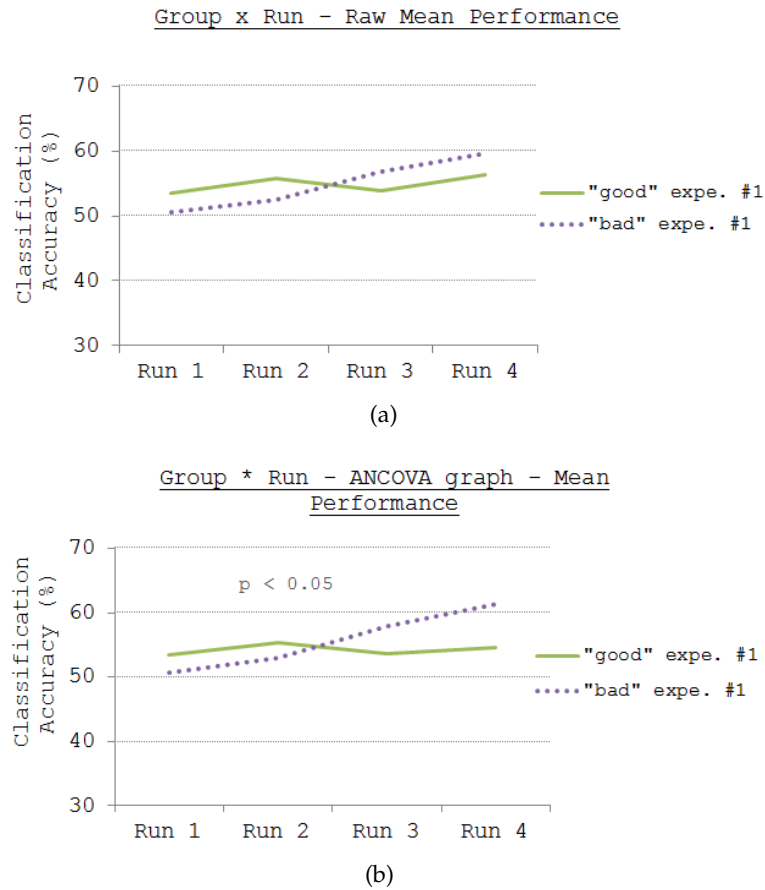 Group x Run - Raw Mean Performance
70
60
50
40
30
Classification
Accuracy (%)
Run 1 Run 2 Run 3 Run 4
"good" expe. #1
"bad" expe. #1
(a)
Group * Run - ANCOVA graph - Mean
Performance
70
60
50
40
30
Classification
Accuracy (%)
p < 0.05
Run 1 Run 2 Run 3 Run 4
"good" expe. #1
"bad" expe. #1
(b)